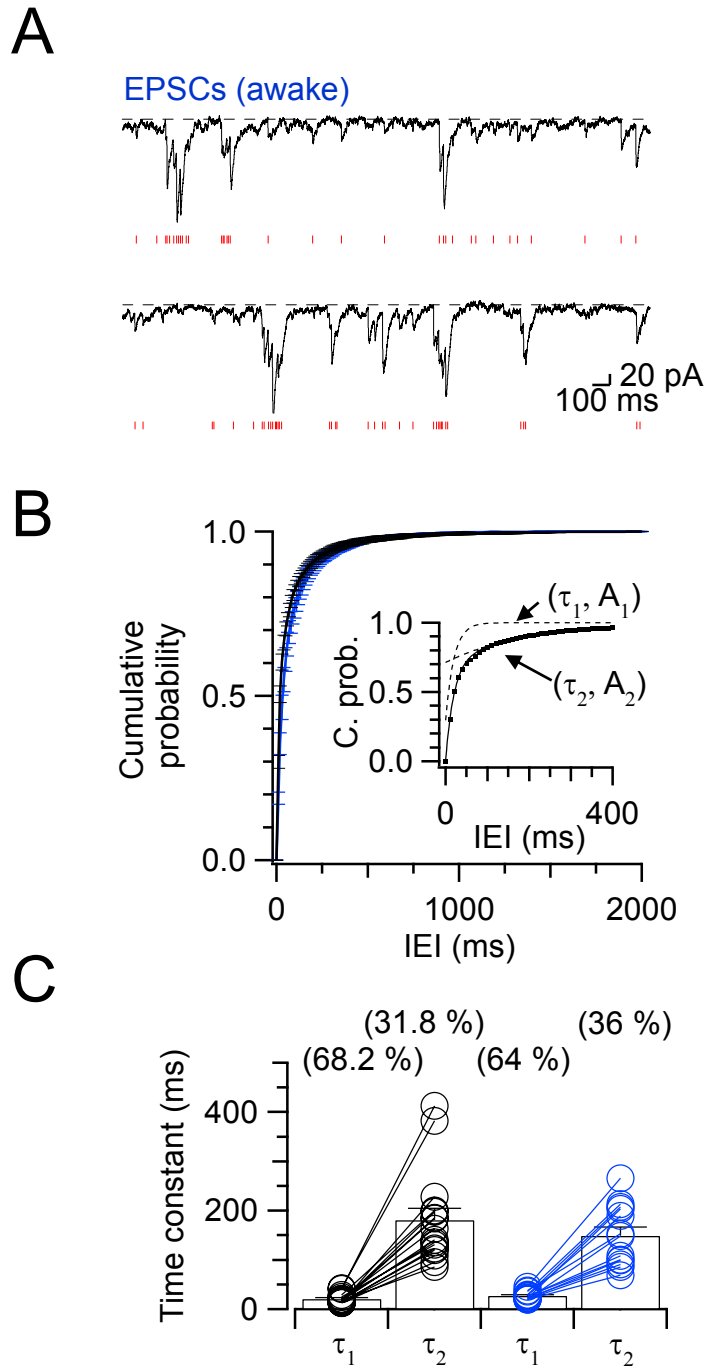 A
EPSCs (awake)
20 pA
100 ms
B
1.0
0.5
0.0
Cumulative
probability
0
1000
2000
IEI (ms)
(τ1, A1)
(τ2, A2)
1.0
0.5
0.0
C. prob.
0
400
IEI (ms)
C
(31.8 %)
(36 %)
(68.2 %)
(64 %)
400
200
0
Time constant (ms)
τ1
τ2
τ1
τ2